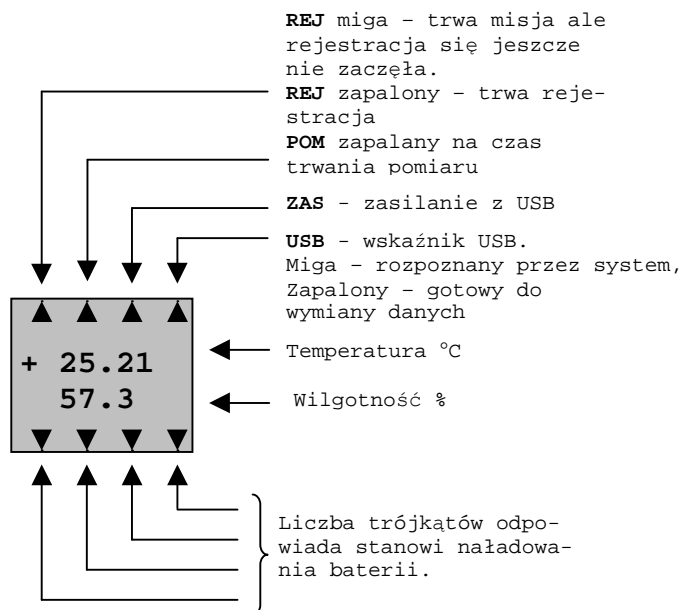 REJ miga – trwa misja ale
rejestracja się jeszcze
nie zaczęła.
REJ zapalony – trwa reje-
stracja
POM zapalany na czas
trwania pomiaru
ZAS - zasilanie z USB
USB - wskaźnik USB.
Miga – rozpoznany przez system,
Zapalony – gotowy do
wymiany danych
Temperatura °C
+ 25.21
Wilgotność %
57.3
Liczba trójkątów odpo-
wiada stanowi naładowa-
nia baterii.